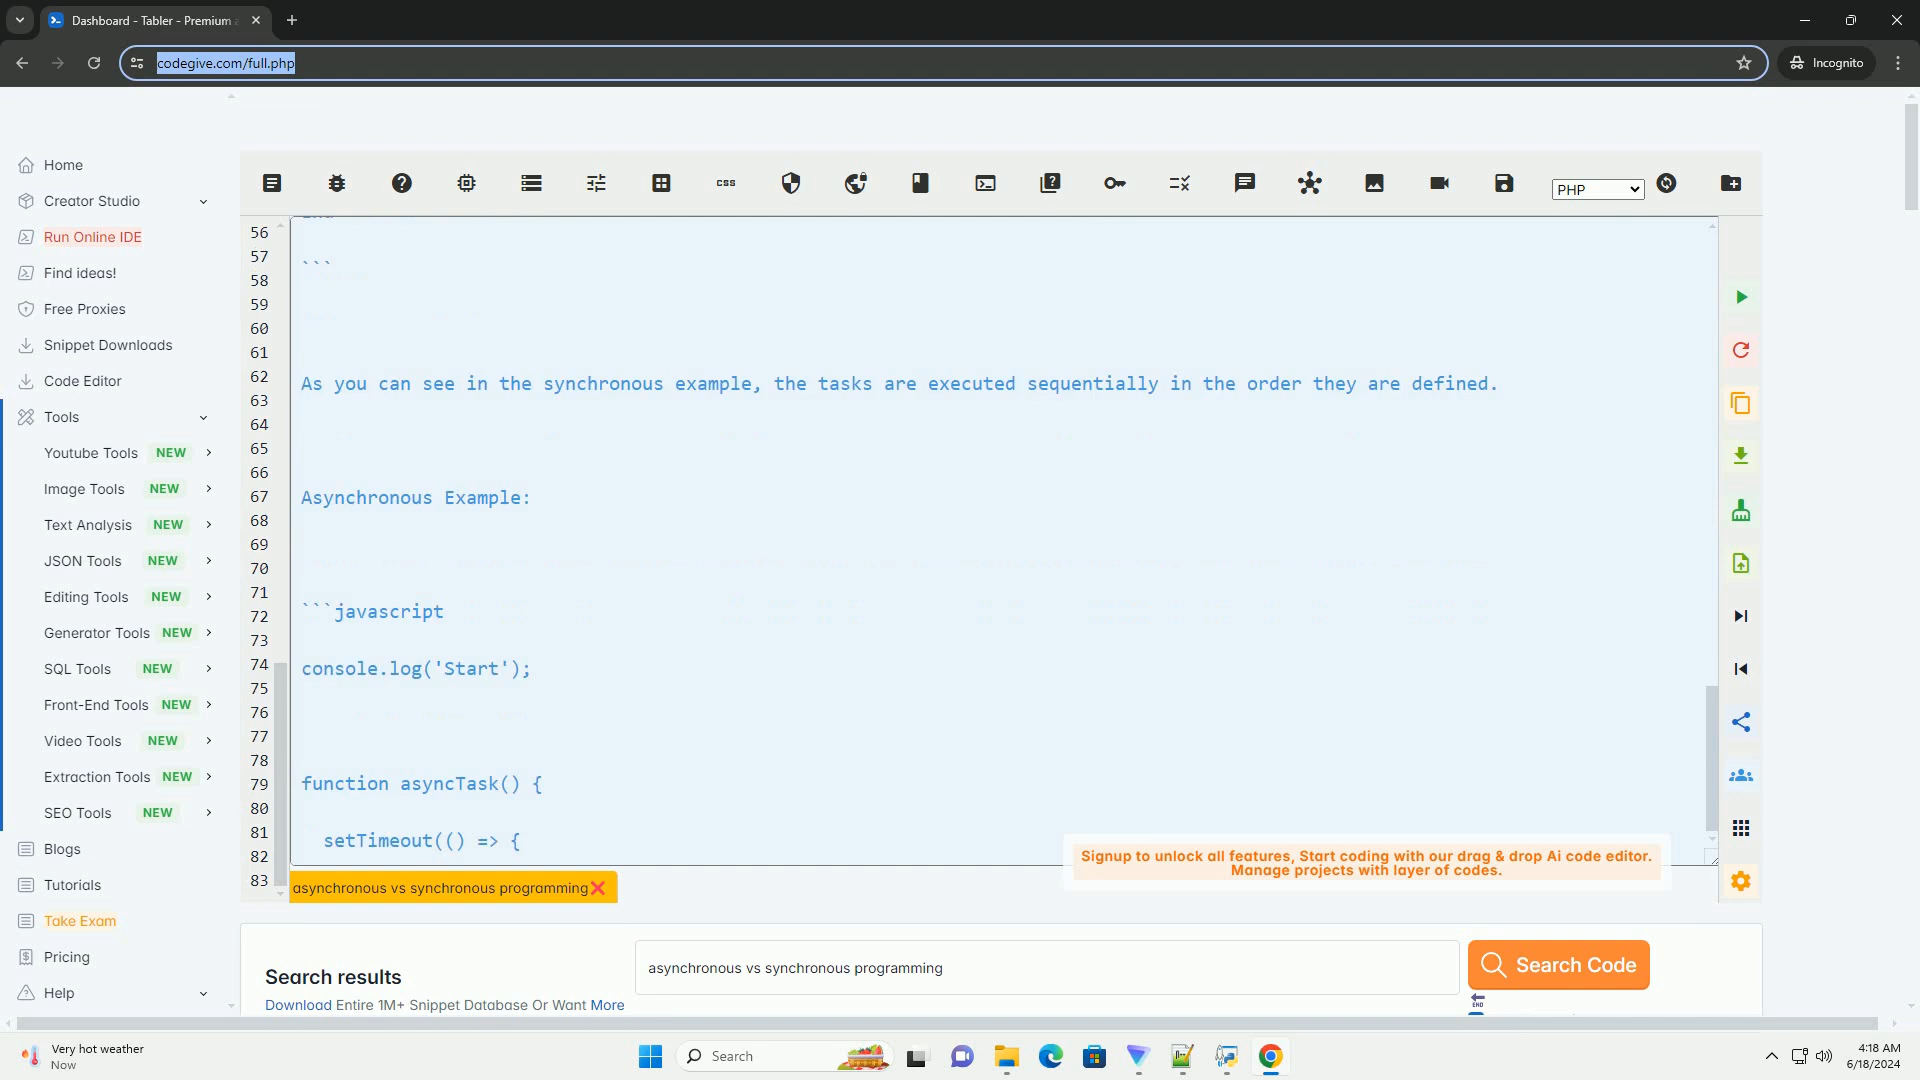 Dashboard - Tabler - Premium
codegive.com/full.php
Incognito
Home
Creator Studio
Run Online IDE
Find ideas!
Free Proxies
Snippet Downloads
Code Editor
Tools
Youtube Tools NEW
Image Tools NEW
Text Analysis NEW
JSON Tools NEW
Editing Tools NEW
Generator Tools NEW
SQL Tools NEW
Front-End Tools NEW
Video Tools NEW
Extraction Tools NEW
SEO Tools NEW
Blogs
Tutorials
Take Exam
Pricing
Help
css
PHP
56
57
58
59
60
61
62
63
64
65
66
67
68
69
70
71
72
73
74
75
76
77
78
79
80
81
82
83
```
As you can see in the synchronous example, the tasks are executed sequentially in the order they are defined.
Asynchronous Example:
```javascript
console.log('Start');
function asyncTask() {
setTimeout(() => {
Signup to unlock all features, Start coding with our drag & drop Ai code editor.
Manage projects with layer of codes.
asynchronous vs synchronous programming
Search results
asynchronous vs synchronous programming
Search Code
Download Entire 1M+ Snippet Database Or Want More
END
Very hot weather
Now
Search
4:18 AM
6/18/2024